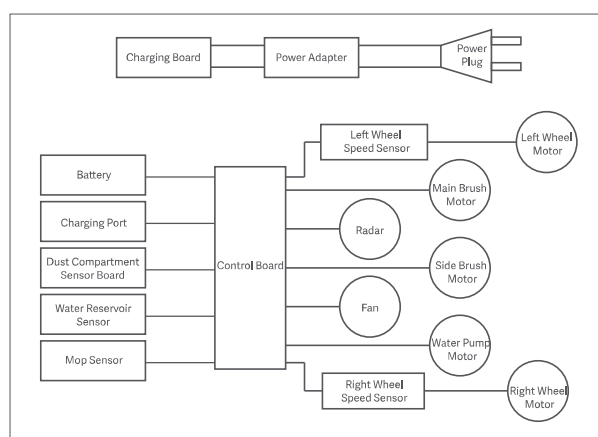 Charging Board
Power Adapter
Power
Plug
Left Wheel
Speed Sensor
Left Wheel
Motor
Battery
Main Brush
Motor
Charging Port
Radar
Dust Compartment
Sensor Board
Control Board
Side Brush
Motor
Water Reservoir
Sensor
Fan
Mop Sensor
Water Pump
Motor
Right Wheel
Speed Sensor
Right Wheel
Motor